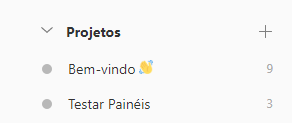 Projetos
Bem-vindo 👋 9
Testar Painéis 3